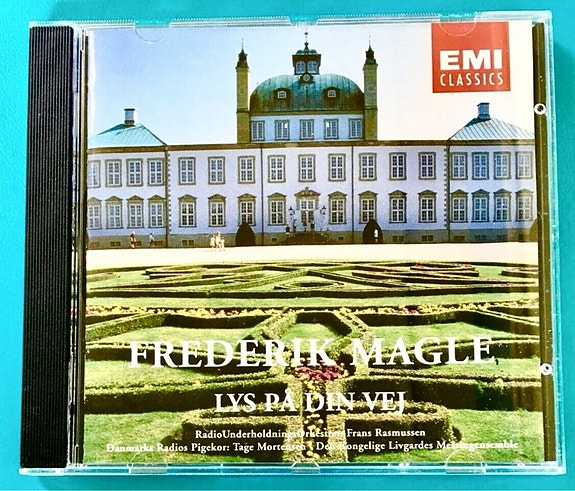 EMI
CLASSICS
FREDERIK MAGLE
LYS PÅ DIN VEJ
RadioUnderholdningsOrkestret: Frans Rasmussen
Danmarks Radios Pigekor: Tage Mortensen · Den Kongelige Livgardes Messingensemble